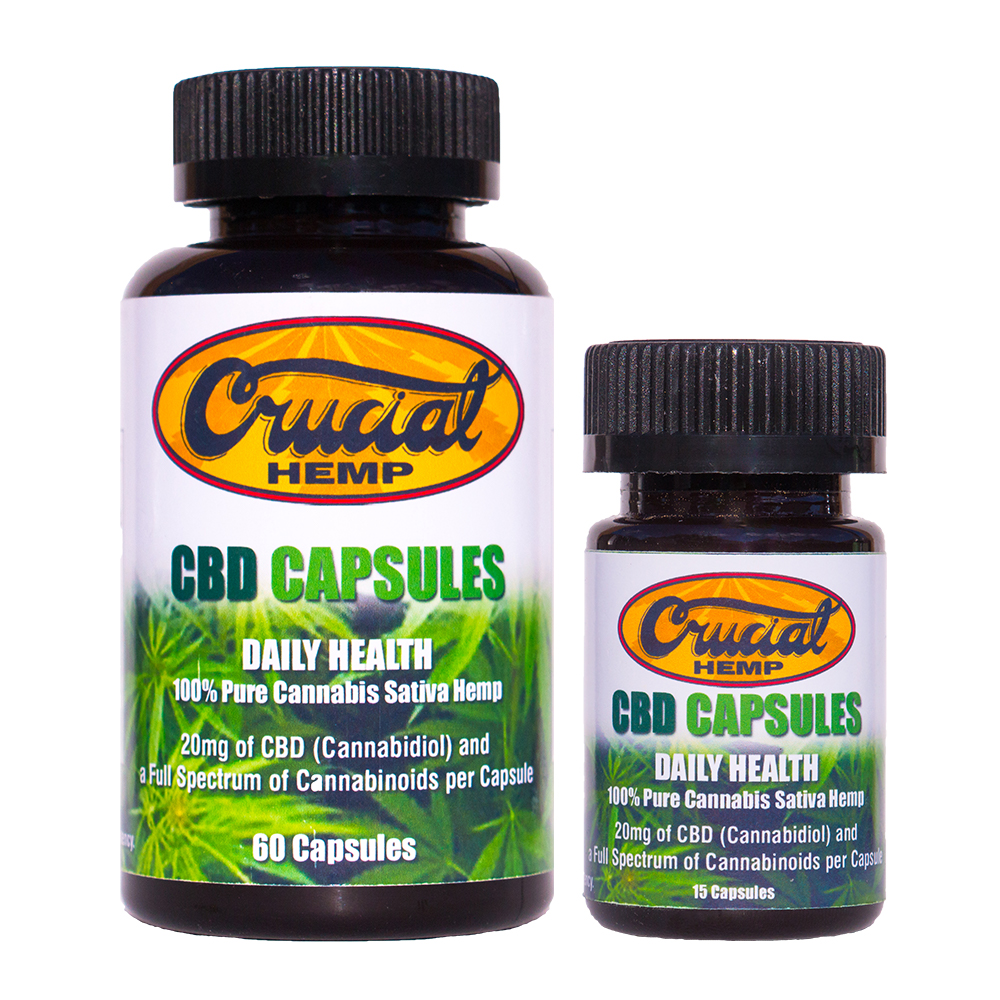 Crucial
HEMP
CBD CAPSULES
DAILY HEALTH
100% Pure Cannabis Sativa Hemp
20mg of CBD (Cannabidiol) and
a Full Spectrum of Cannabinoids per Capsule
60 Capsules
Crucial
HEMP
CBD CAPSULES
DAILY HEALTH
100% Pure Cannabis Sativa Hemp
20mg of CBD (Cannabidiol) and
a Full Spectrum of Cannabinoids per Capsule
15 Capsules